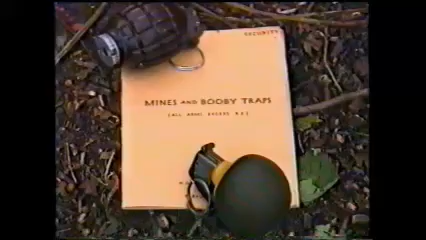 SECURITY
MINES AND BOOBY TRAPS
(ALL ARMS EXCEPT R.E.)